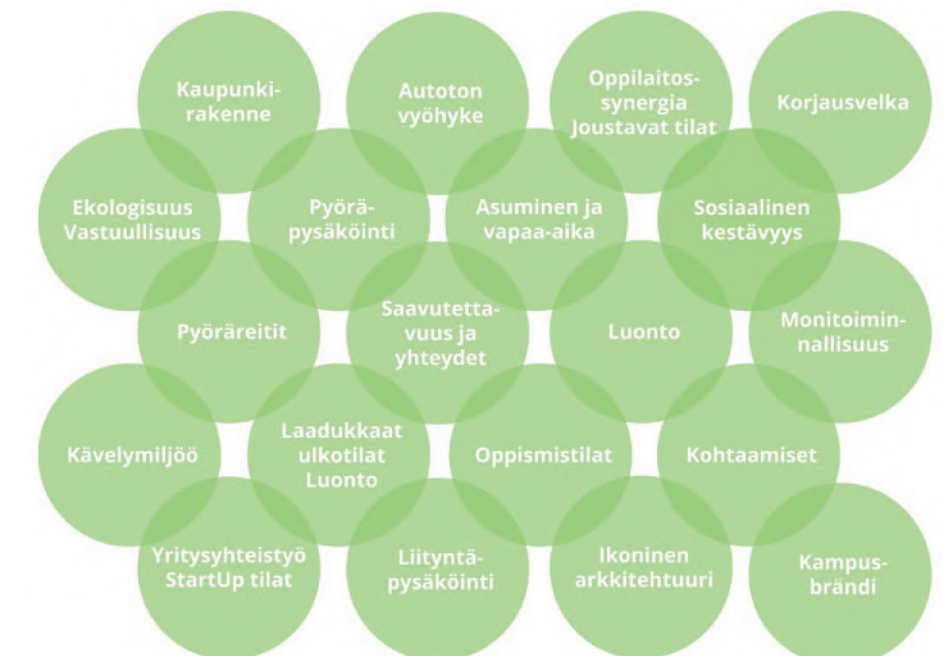 Kaupunki-
rakenne
Autoton
vyöhyke
Oppilaitos-
synergia
Joustavat tilat
Korjausvelka
Ekologisuus
Vastuullisuus
Pyörä-
pysäköinti
Asuminen ja
vapaa-aika
Sosiaalinen
kestävyys
Pyöräreitit
Saavutetta-
vuus ja
yhteydet
Luonto
Monitoimin-
nallisuus
Kävelymiljöö
Laadukkaat
ulkotilat
Luonto
Oppismistilat
Kohtaamiset
Yritysyhteistyö
StartUp tilat
Liityntä-
pysäköinti
Ikoninen
arkkitehtuuri
Kampus-
brändi